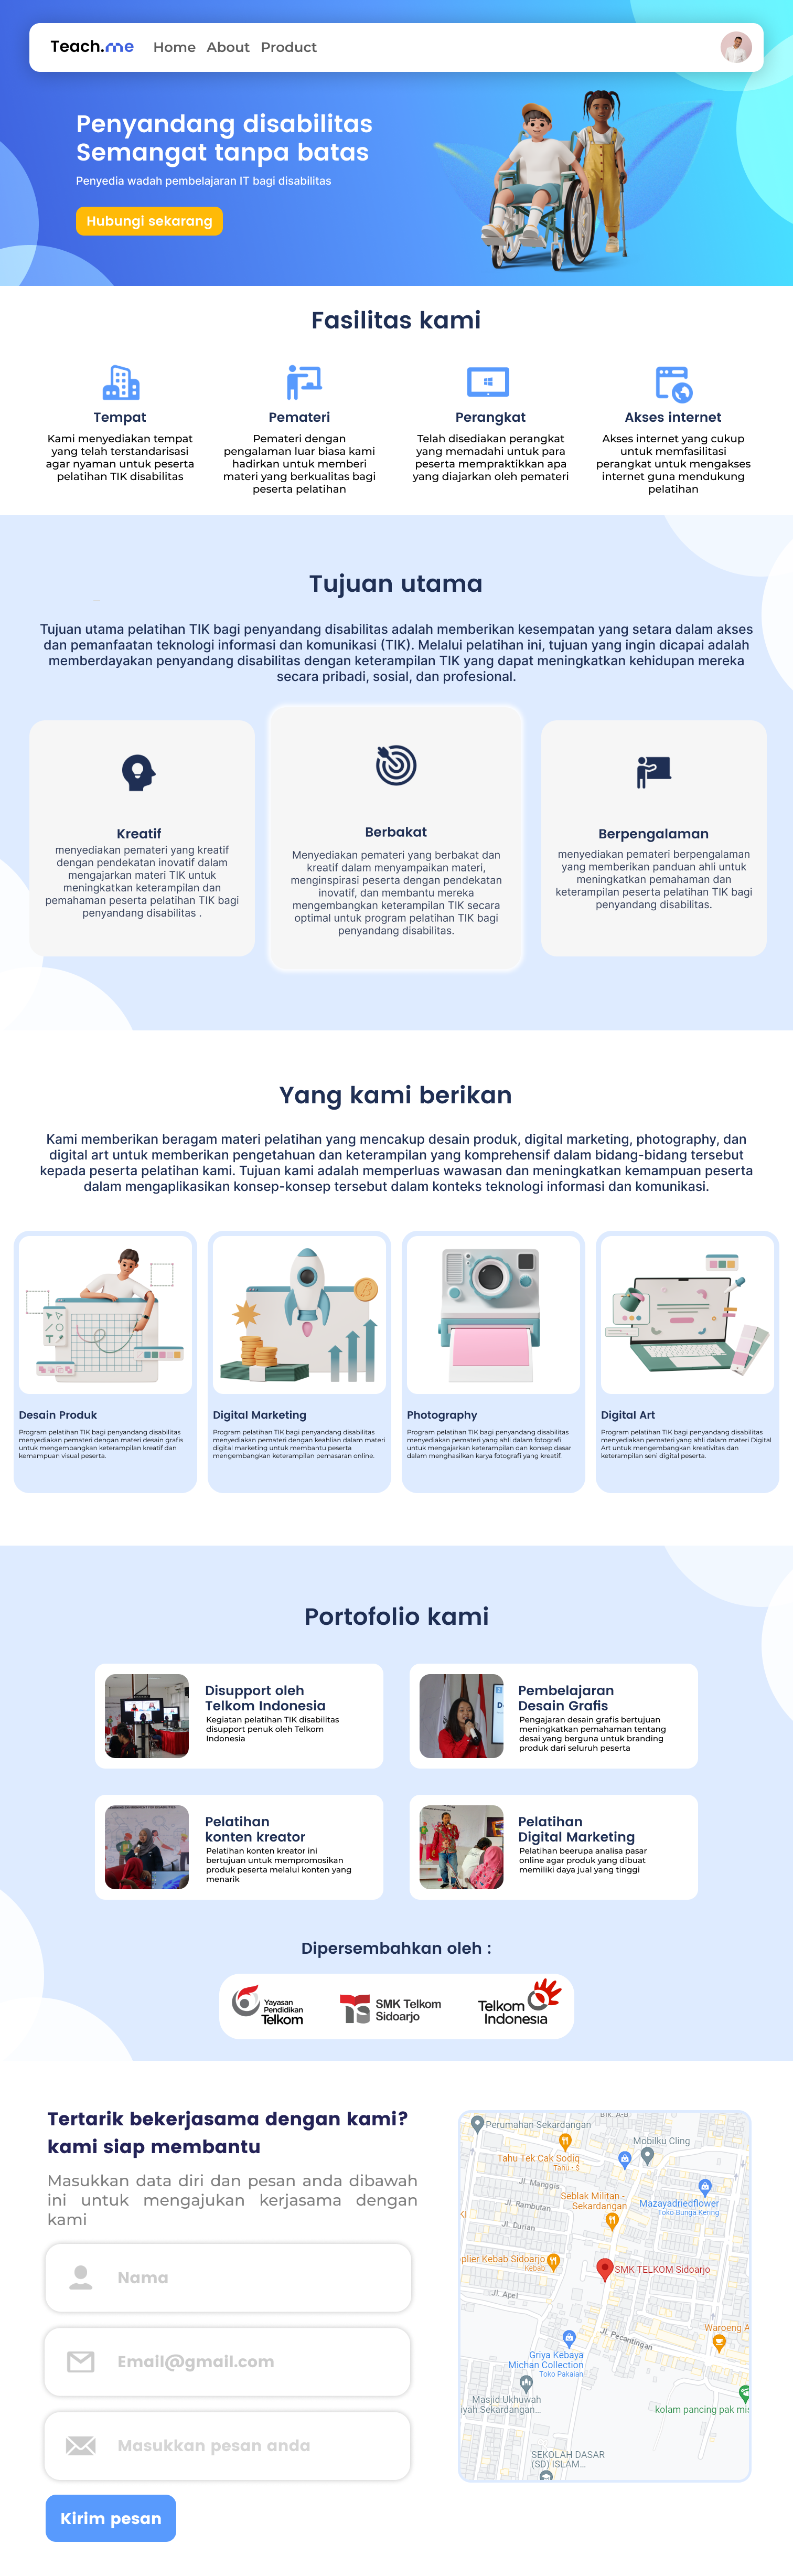 Teach.me Home About Product
Penyandang disabilitas
Semangat tanpa batas
Penyedia wadah pembelajaran IT bagi disabilitas
Hubungi sekarang
Fasilitas kami
Tempat
Kami menyediakan tempat
yang telah terstandarisasi
agar nyaman untuk peserta
pelatihan TIK disabilitas
Pemateri
Pemateri dengan
pengalaman luar biasa kami
hadirkan untuk memberi
materi yang berkualitas bagi
peserta pelatihan
Perangkat
Telah disediakan perangkat
yang memadahi untuk para
peserta mempraktikkan apa
yang diajarkan oleh pemateri
Akses internet
Akses internet yang cukup
untuk memfasilitasi
perangkat untuk mengakses
internet guna mendukung
pelatihan
Tujuan utama
Tujuan utama pelatihan TIK bagi penyandang disabilitas adalah memberikan kesempatan yang setara dalam akses
dan pemanfaatan teknologi informasi dan komunikasi (TIK). Melalui pelatihan ini, tujuan yang ingin dicapai adalah
memberdayakan penyandang disabilitas dengan keterampilan TIK yang dapat meningkatkan kehidupan mereka
secara pribadi, sosial, dan profesional.
Kreatif
menyediakan pemateri yang kreatif
dengan pendekatan inovatif dalam
mengajarkan materi TIK untuk
meningkatkan keterampilan dan
pemahaman peserta pelatihan TIK bagi
penyandang disabilitas .
Berbakat
Menyediakan pemateri yang berbakat dan
kreatif dalam menyampaikan materi,
menginspirasi peserta dengan pendekatan
inovatif, dan membantu mereka
mengembangkan keterampilan TIK secara
optimal untuk program pelatihan TIK bagi
penyandang disabilitas.
Berpengalaman
menyediakan pemateri berpengalaman
yang memberikan panduan ahli untuk
meningkatkan pemahaman dan
keterampilan peserta pelatihan TIK bagi
penyandang disabilitas.
Yang kami berikan
Kami memberikan beragam materi pelatihan yang mencakup desain produk, digital marketing, photography, dan
digital art untuk memberikan pengetahuan dan keterampilan yang komprehensif dalam bidang-bidang tersebut
kepada peserta pelatihan kami. Tujuan kami adalah memperluas wawasan dan meningkatkan kemampuan peserta
dalam mengaplikasikan konsep-konsep tersebut dalam konteks teknologi informasi dan komunikasi.
Desain Produk
Program pelatihan TIK bagi penyandang disabilitas
menyediakan pemateri dengan materi desain grafis
untuk mengembangkan keterampilan kreatif dan
kemampuan visual peserta.
Digital Marketing
Program pelatihan TIK bagi penyandang disabilitas
menyediakan pemateri dengan keahlian dalam materi
digital marketing untuk membantu peserta
mengembangkan keterampilan pemasaran online.
Photography
Program pelatihan TIK bagi penyandang disabilitas
menyediakan pemateri yang ahli dalam fotografi
untuk mengajarkan keterampilan dan konsep dasar
dalam menghasilkan karya fotografi yang kreatif.
Digital Art
Program pelatihan TIK bagi penyandang disabilitas
menyediakan pemateri yang ahli dalam materi Digital
Art untuk mengembangkan kreativitas dan
keterampilan seni digital peserta.
Portofolio kami
Disupport oleh
Telkom Indonesia
Kegiatan pelatihan TIK disabilitas
disupport penuk oleh Telkom
Indonesia
Pembelajaran
Desain Grafis
Pengajaran desain grafis bertujuan
meningkatkan pemahaman tentang
desai yang berguna untuk branding
produk dari seluruh peserta
Pelatihan
konten kreator
Pelatihan konten kreator ini
bertujuan untuk mempromosikan
produk peserta melalui konten yang
menarik
Pelatihan
Digital Marketing
Pelatihan beerupa analisa pasar
online agar produk yang dibuat
memiliki daya jual yang tinggi
Dipersembahkan oleh :
Yayasan
Pendidikan
Telkom
SMK Telkom
Sidoarjo
Telkom
Indonesia
Tertarik bekerjasama dengan kami?
kami siap membantu
Masukkan data diri dan pesan anda dibawah
ini untuk mengajukan kerjasama dengan
kami
Nama
Email@gmail.com
Masukkan pesan anda
Kirim pesan
Blk. A-B
Perumahan Sekardangan
Mobilku Cling
Tahu Tek Cak Sodiq
Tahu • $
Jl. Manggis
Seblak Militan -
Sekardangan
Mazayadriedflower
Toko Bunga Kering
Jl. Rambutan
Jl. Durian
plier Kebab Sidoarjo
Kebab
SMK TELKOM Sidoarjo
Jl. Apel
Jl. Pecantingan
Waroeng A
Griya Kebaya
Michan Collection
Toko Pakaian
Masjid Ukhuwah
iyah Sekardangan...
kolam pancing pak mis
SEKOLAH DASAR
(SD) ISLAM...